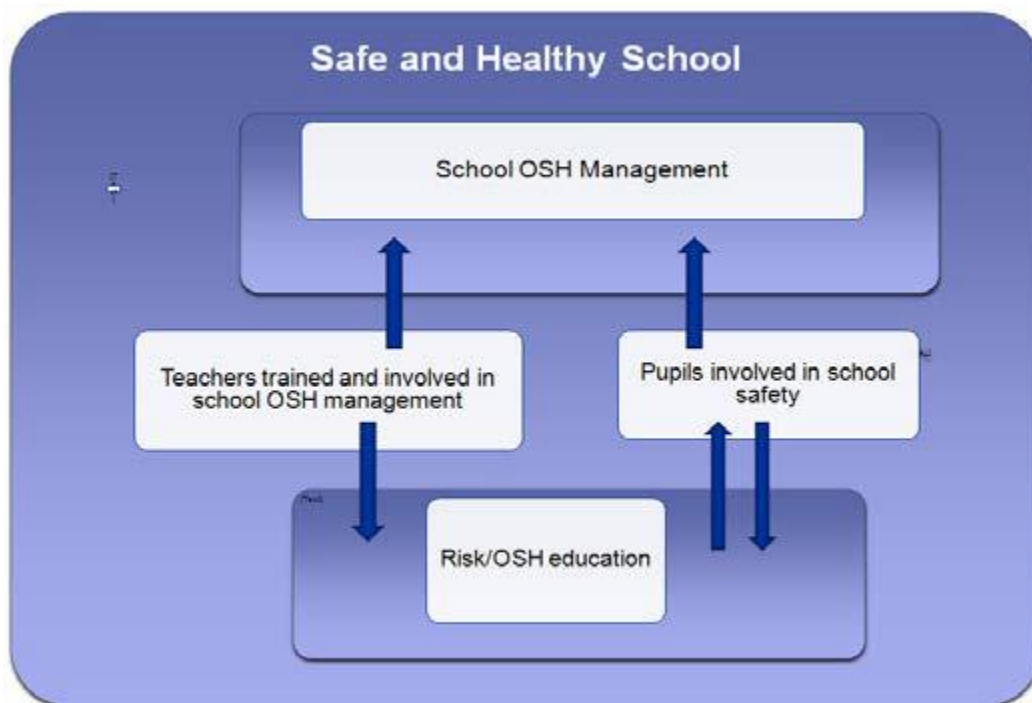 Safe and Healthy School
School OSH Management
Teachers trained and involved in
school OSH management
Pupils involved in school
safety
Risk/OSH education